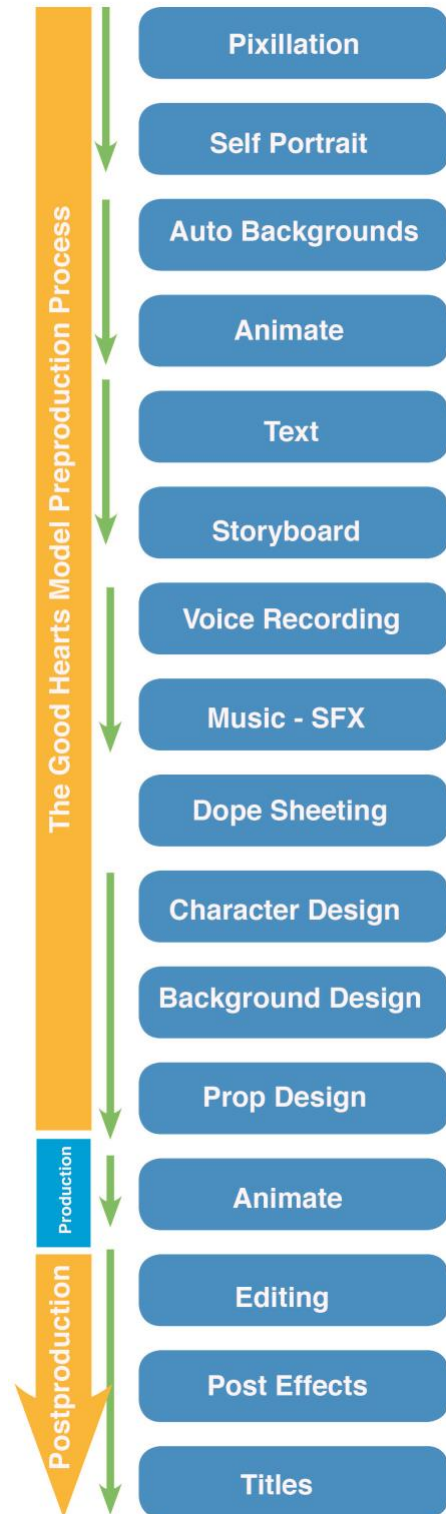 The Good Hearts Model Preproduction Process
Pixillation
Self Portrait
Auto Backgrounds
Animate
Text
Storyboard
Voice Recording
Music - SFX
Dope Sheeting
Character Design
Background Design
Prop Design
Production
Animate
Postproduction
Editing
Post Effects
Titles